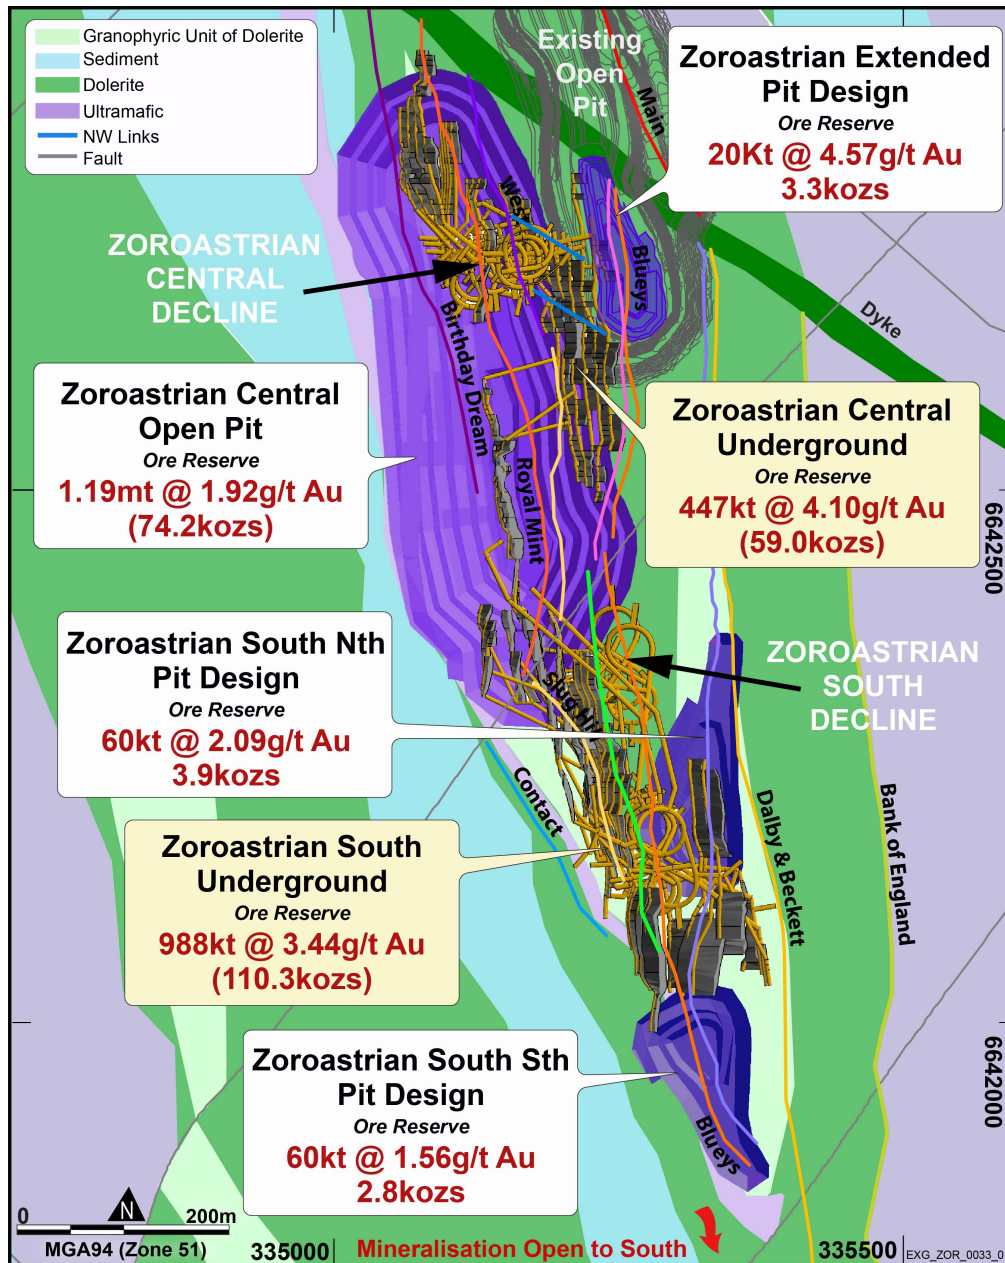 Granophyric Unit of Dolerite
Sediment
Dolerite
Ultramafic
NW Links
Fault
Existing
Open
Pit
Main
Zoroastrian Extended
Pit Design
Ore Reserve
20Kt @ 4.57g/t Au
3.3kozs
ZOROASTRIAN
CENTRAL
DECLINE
West
Blueys
Birthday Dream
Dyke
Zoroastrian Central
Open Pit
Ore Reserve
1.19mt @ 1.92g/t Au
(74.2kozs)
Zoroastrian Central
Underground
Ore Reserve
447kt @ 4.10g/t Au
(59.0kozs)
Royal Mint
6642500
Zoroastrian South Nth
Pit Design
Ore Reserve
60kt @ 2.09g/t Au
3.9kozs
ZOROASTRIAN
SOUTH
DECLINE
Contact
Dalby & Beckett
Bank of England
Zoroastrian South
Underground
Ore Reserve
988kt @ 3.44g/t Au
(110.3kozs)
Zoroastrian South Sth
Pit Design
Ore Reserve
60kt @ 1.56g/t Au
2.8kozs
Blueys
6642000
N
0 200m
MGA94 (Zone 51)
335000
Mineralisation Open to South
335500
EXG_ZOR_0033_0